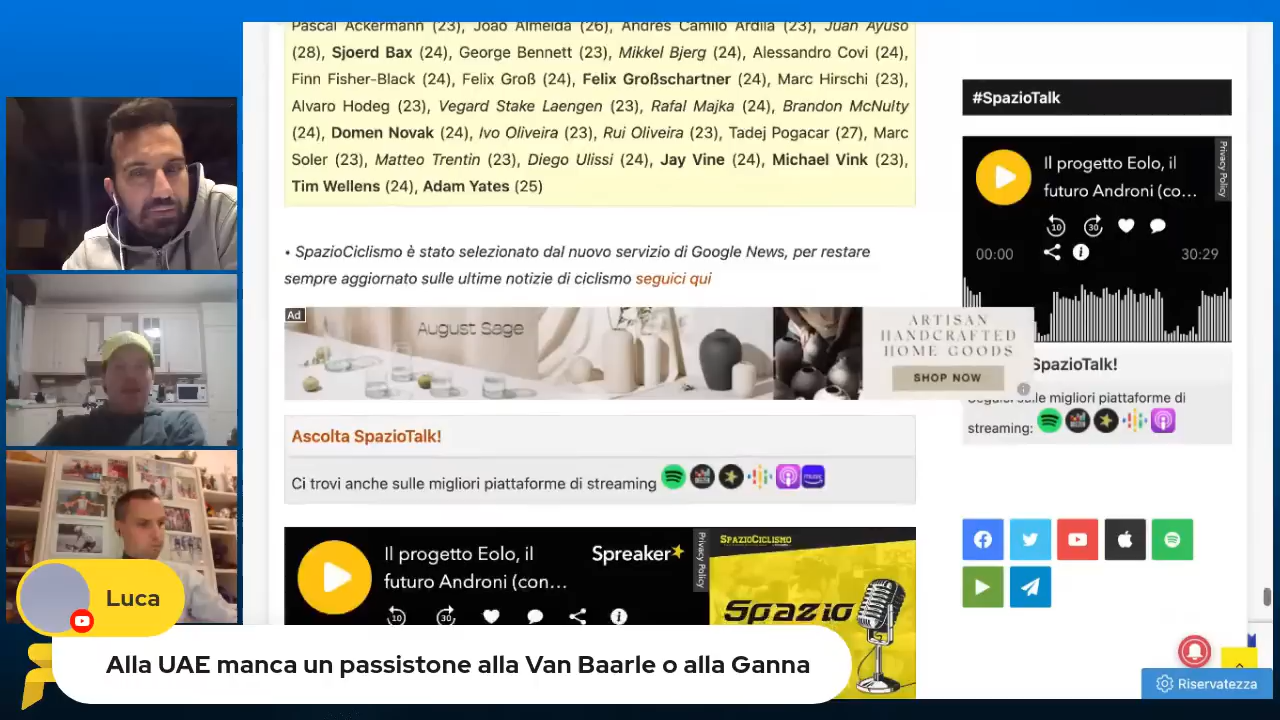 Pascal Ackermann (23), João Almeida (26), Andrés Camilo Ardila (23), Juan Ayuso
(28), Sjoerd Bax (24), George Bennett (23), Mikkel Bjerg (24), Alessandro Covi (24),
Finn Fisher-Black (24), Felix Groß (24), Felix Großschartner (24), Marc Hirschi (23),
Alvaro Hodeg (23), Vegard Stake Laengen (23), Rafal Majka (24), Brandon McNulty
(24), Domen Novak (24), Ivo Oliveira (23), Rui Oliveira (23), Tadej Pogacar (27), Marc
Soler (23), Matteo Trentin (23), Diego Ulissi (24), Jay Vine (24), Michael Vink (23),
Tim Wellens (24), Adam Yates (25)
• SpazioCiclismo è stato selezionato dal nuovo servizio di Google News, per restare
sempre aggiornato sulle ultime notizie di ciclismo seguici qui
Ad
August Sage
ARTISAN
HANDCRAFTED
HOME GOODS
SHOP NOW
Ascolta SpazioTalk!
Ci trovi anche sulle migliori piattaforme di streaming
music
Il progetto Eolo, il
futuro Androni (con…
Spreaker
Privacy Policy
10
30
SPAZIOCICLISMO
Spazio
#SpazioTalk
Il progetto Eolo, il
futuro Androni (co…
Privacy Policy
10
30
00:00
30:29
SpazioTalk!
sulle migliori piattaforme di
streaming:
Riservatezza
Luca
Alla UAE manca un passistone alla Van Baarle o alla Ganna